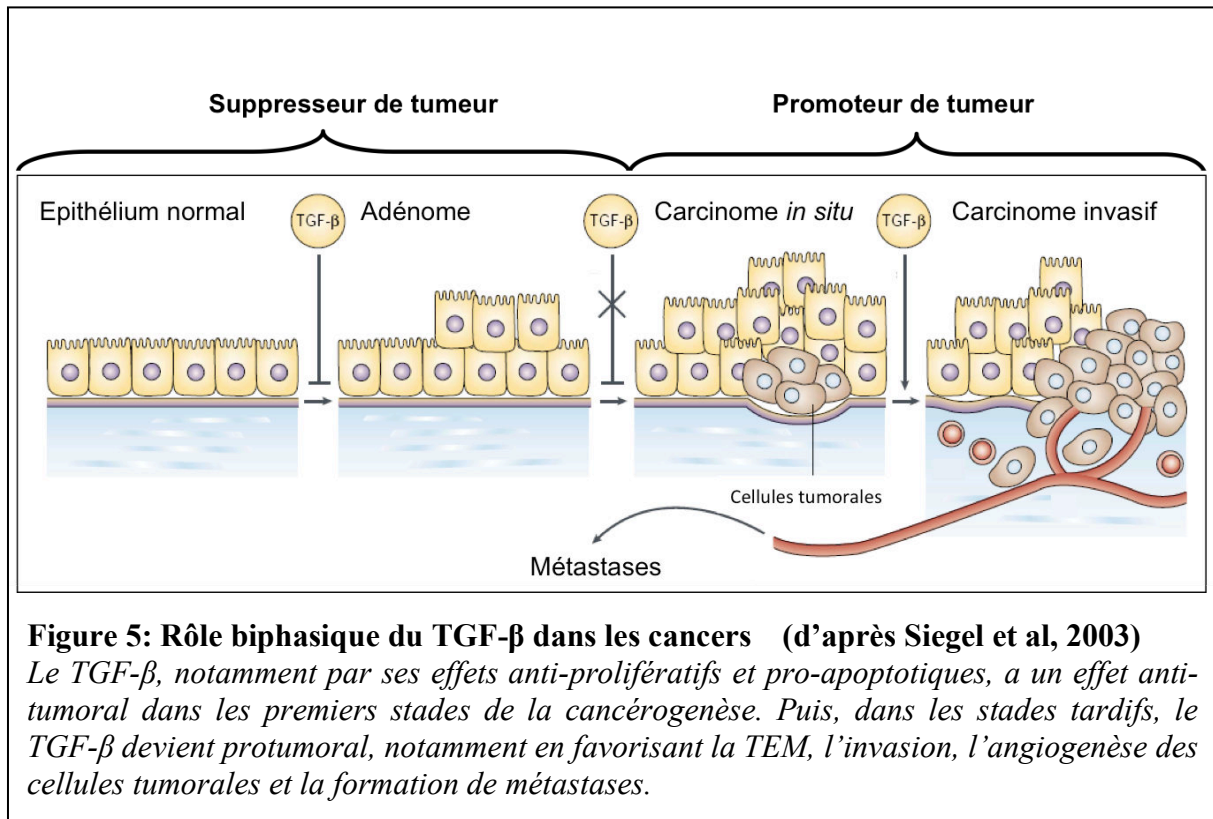 Suppresseur de tumeur
Promoteur de tumeur
Epithélium normal
TGF-β
Adénome
TGF-β
Carcinome in situ
TGF-β
Carcinome invasif
Cellules tumorales
Métastases
Figure 5: Rôle biphasique du TGF-β dans les cancers (d’après Siegel et al, 2003)
Le TGF-β, notamment par ses effets anti-prolifératifs et pro-apoptotiques, a un effet anti-
tumoral dans les premiers stades de la cancérogenèse. Puis, dans les stades tardifs, le
TGF-β devient protumoral, notamment en favorisant la TEM, l’invasion, l’angiogenèse des
cellules tumorales et la formation de métastases.